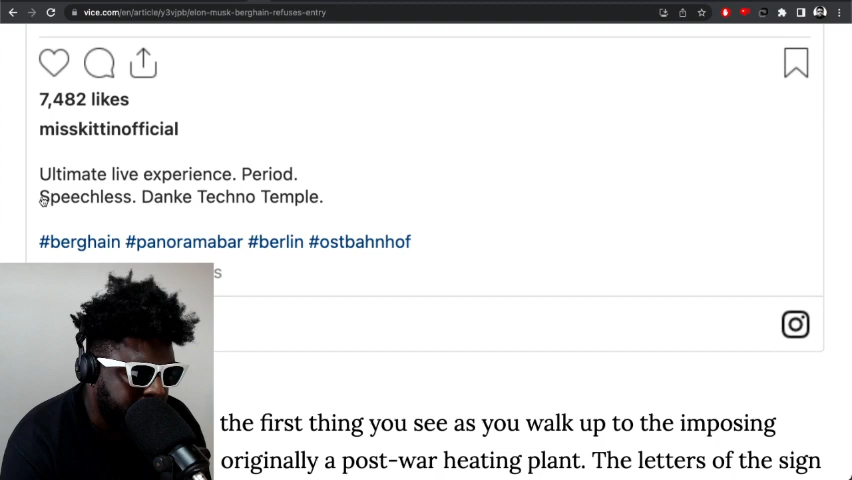 vice.com/en/article/y3vjpb/elon-musk-berghain-refuses-entry
7,482 likes
misskittinofficial
Ultimate live experience. Period.
Speechless. Danke Techno Temple.
#berghain #panoramabar #berlin #ostbahnhof
s
the first thing you see as you walk up to the imposing
originally a post-war heating plant. The letters of the sign